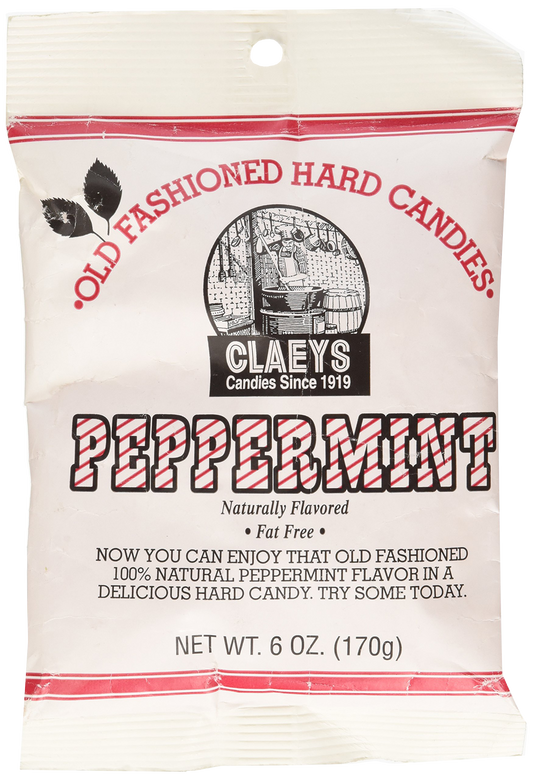 •OLD FASHIONED HARD CANDIES•
CLAEYS
Candies Since 1919
PEPPERMINT
Naturally Flavored
• Fat Free •
NOW YOU CAN ENJOY THAT OLD FASHIONED
100% NATURAL PEPPERMINT FLAVOR IN A
DELICIOUS HARD CANDY. TRY SOME TODAY.
NET WT. 6 OZ. (170g)